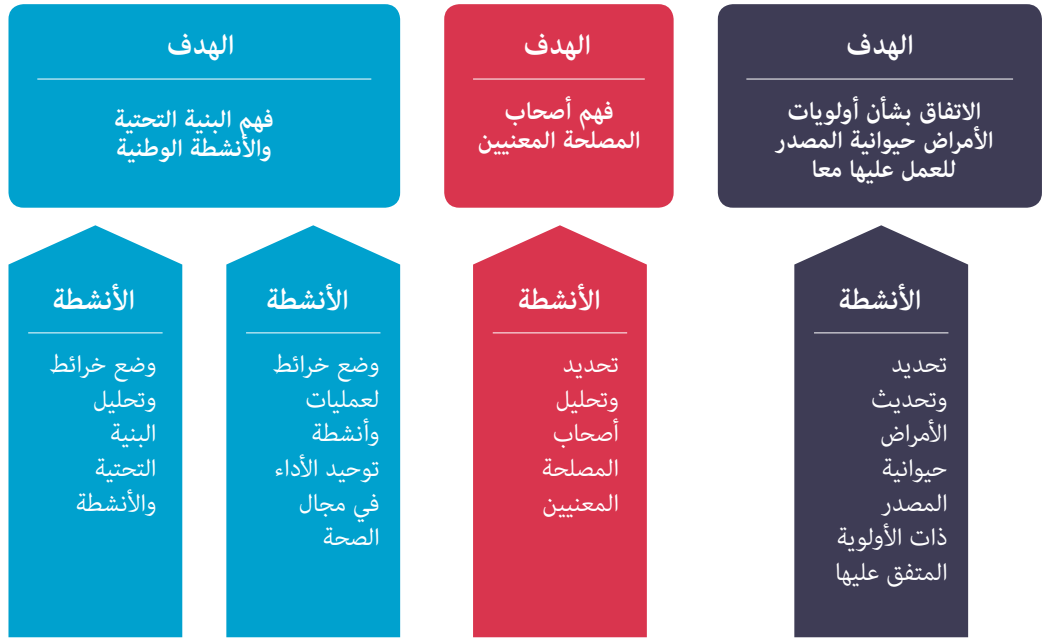 الهدف
الاتفاق بشأن أولويات
الأمراض حيوانية المصدر
للعمل عليها معا
الهدف
فهم أصحاب
المصلحة المعنيين
الهدف
فهم البنية التحتية
والأنشطة الوطنية
الأنشطة
تحديد
وتحديث
الأمراض
حيوانية
المصدر
ذات الأولوية
المتفق عليها
الأنشطة
تحديد
وتحليل
أصحاب
المصلحة
المعنيين
الأنشطة
وضع خرائط
لعمليات
وأنشطة
توحيد الأداء
في مجال
الصحة
الأنشطة
وضع خرائط
وتحليل
البنية
التحتية
والأنشطة